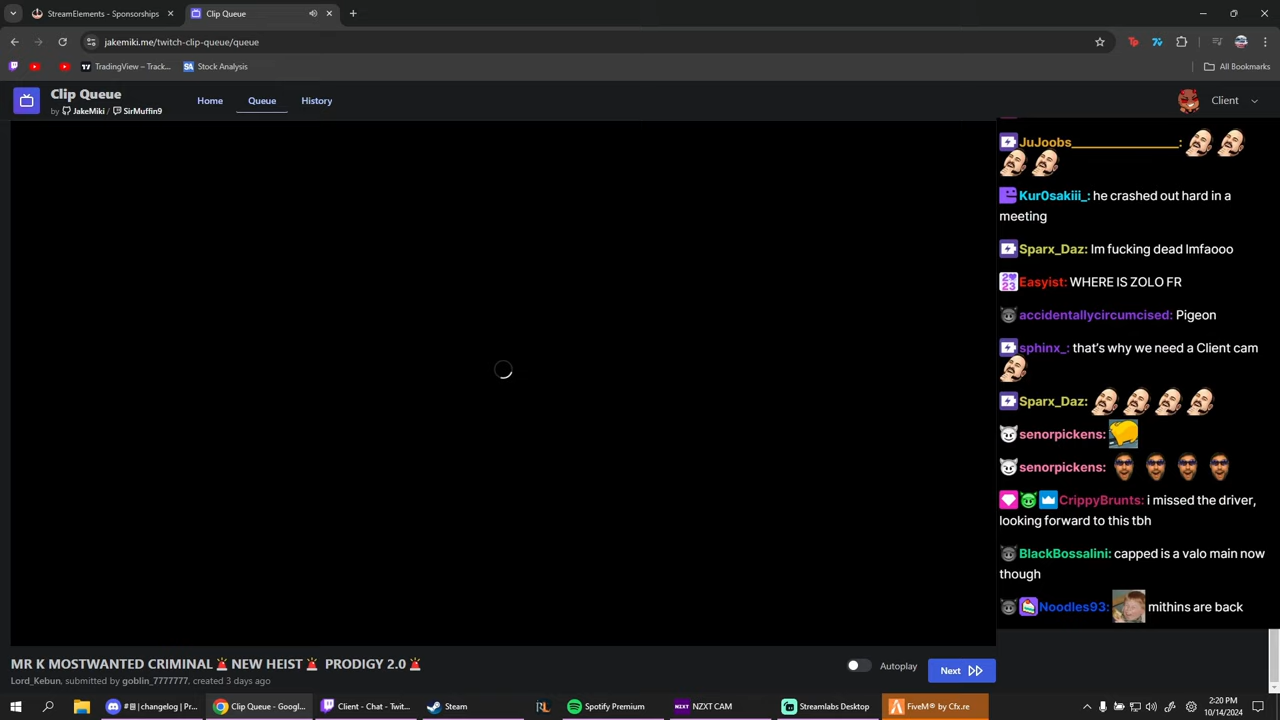 StreamElements - Sponsorships
Clip Queue
jakemiki.me/twitch-clip-queue/queue
TradingView – Track...
SA
Stock Analysis
All Bookmarks
Clip Queue
by JakeMiki / SirMuffin9
Home
Queue
History
Client
JuJoobs_________________:
Kur0sakiii_: he crashed out hard in a
meeting
Sparx_Daz: Im fucking dead lmfaooo
Easyist: WHERE IS ZOLO FR
accidentallycircumcised: Pigeon
sphinx_: that's why we need a Client cam
Sparx_Daz:
senorpickens:
senorpickens:
CrippyBrunts: i missed the driver,
looking forward to this tbh
BlackBossalini: capped is a valo main now
though
Noodles93: mithins are back
MR K MOSTWANTED CRIMINAL🚨NEW HEIST🚨 PRODIGY 2.0🚨
Lord_Kebun, submitted by goblin_7777777, created 3 days ago
Autoplay
Next
Clip Queue - Googl...
Client - Chat - Twit...
Steam
Spotify Premium
NZXT
NZXT CAM
Streamlabs Desktop
FiveM® by Cfx.re
2:20 PM
10/14/2024